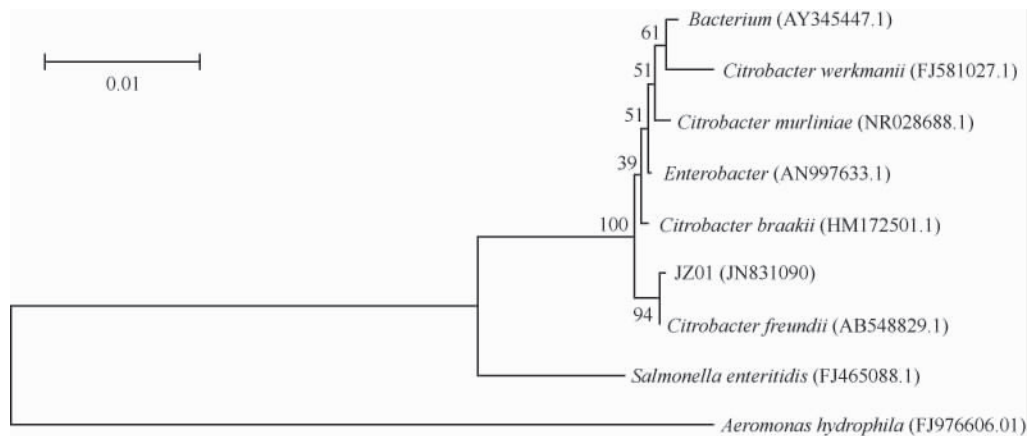 Bacterium (AY345447.1)
61
Citrobacter werkmanii (FJ581027.1)
0.01
51
Citrobacter murliniae (NR028688.1)
51
Enterobacter (AN997633.1)
39
Citrobacter braakii (HM172501.1)
100
JZ01 (JN831090)
94
Citrobacter freundii (AB548829.1)
Salmonella enteritidis (FJ465088.1)
Aeromonas hydrophila (FJ976606.01)